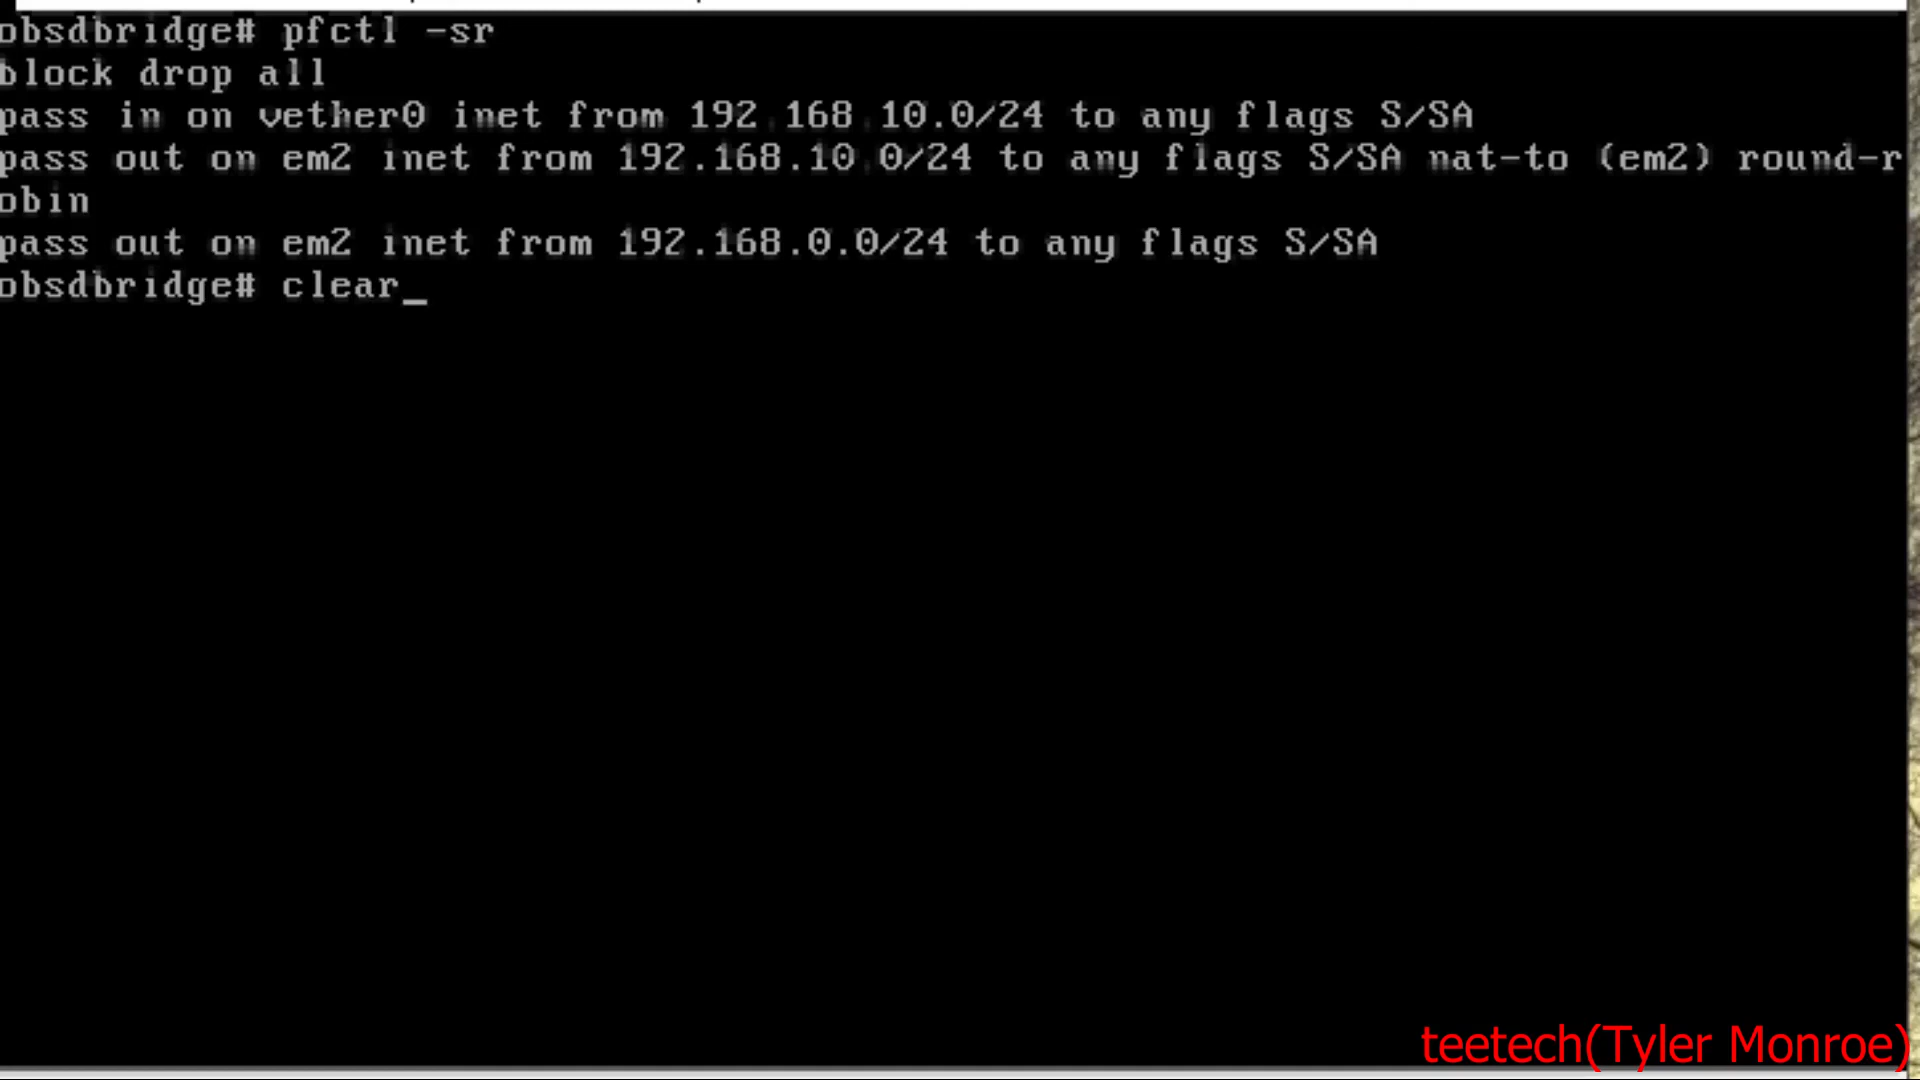 obsdbridge# pfctl -sr
block drop all
pass in on vether0 inet from 192.168.10.0/24 to any flags S/SA
pass out on em2 inet from 192.168.10.0/24 to any flags S/SA nat-to (em2) round-r
obin
pass out on em2 inet from 192.168.0.0/24 to any flags S/SA
obsdbridge# clear_
teetech(Tyler Monroe)